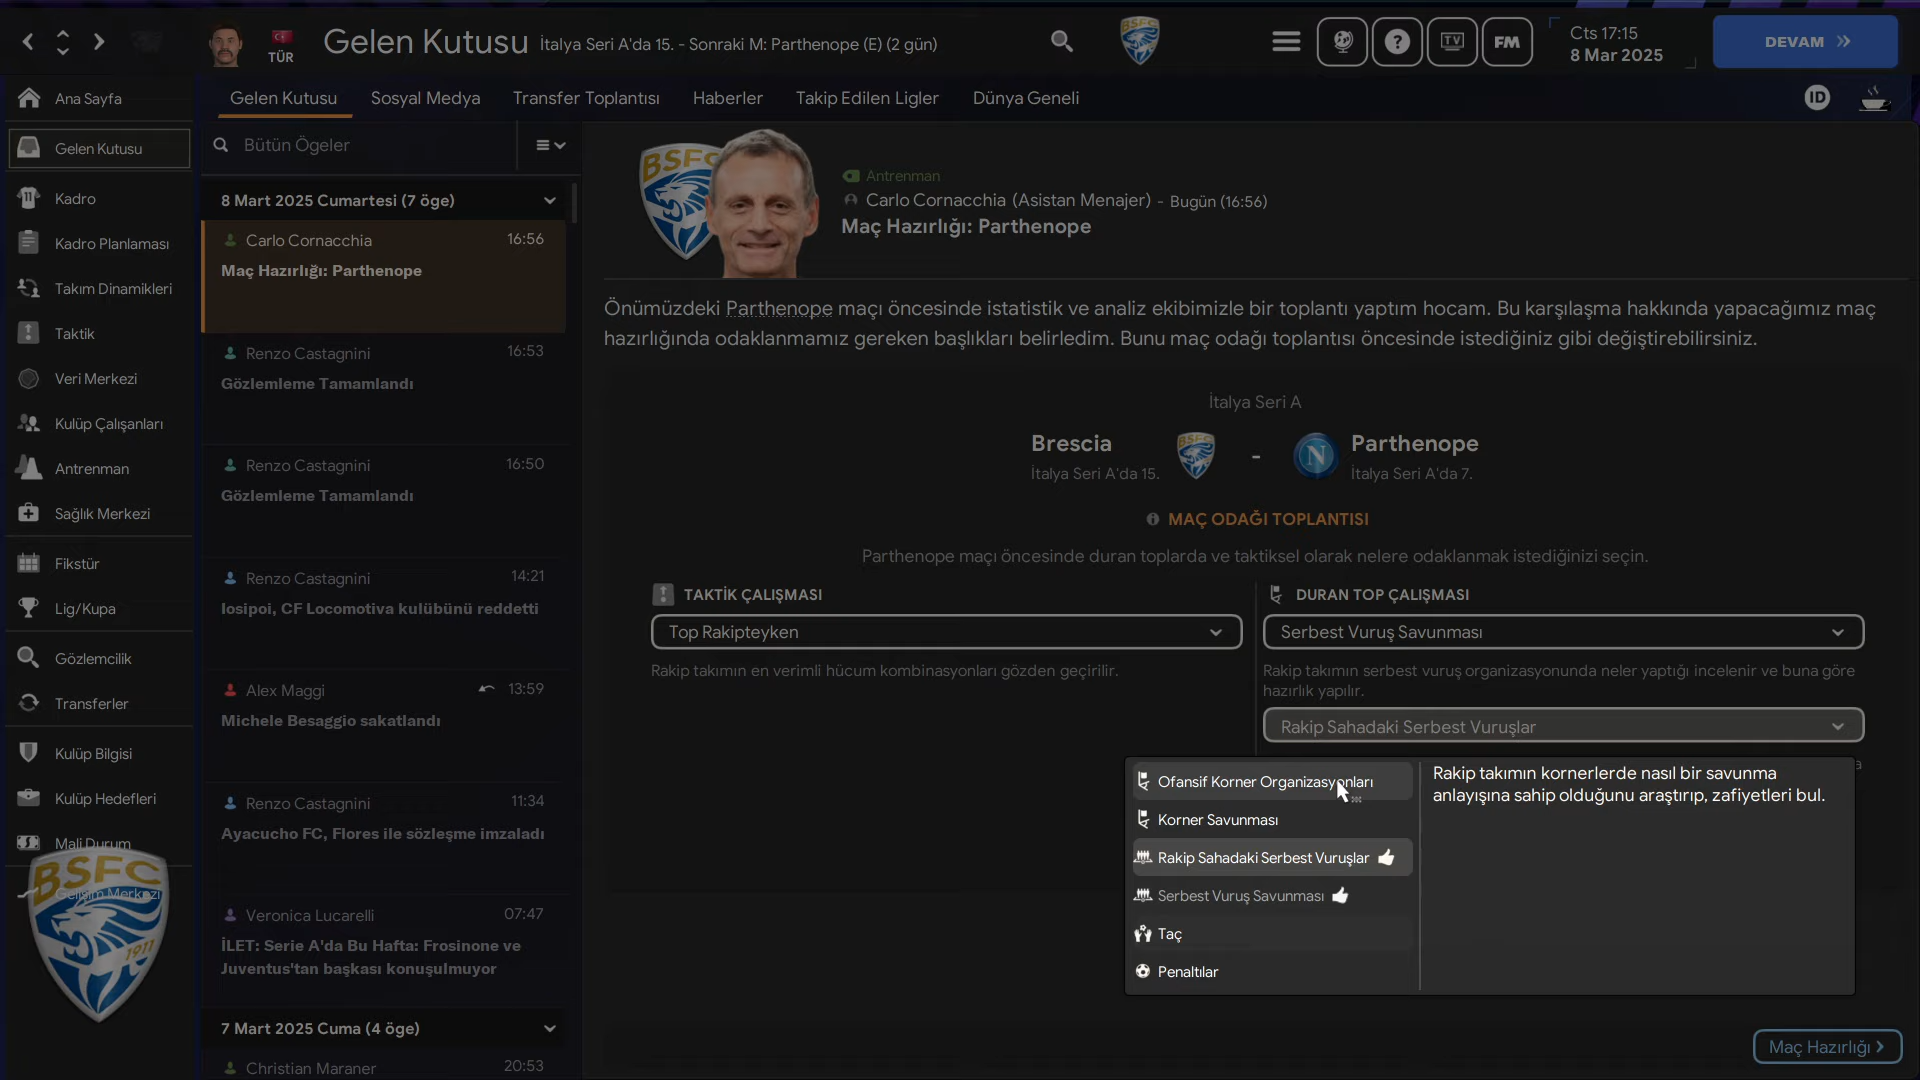 TÜR
Gelen Kutusu
İtalya Seri A'da 15. - Sonraki M: Parthenope (E) (2 gün)
BSFC
TV
FM
Cts 17:15
8 Mar 2025
DEVAM
Ana Sayfa
Gelen Kutusu
Kadro
Kadro Planlaması
Takım Dinamikleri
Taktik
Veri Merkezi
Kulüp Çalışanları
Antrenman
Sağlık Merkezi
Fikstür
Lig/Kupa
Gözlemcilik
Transferler
Kulüp Bilgisi
Kulüp Hedefleri
Mali Durum
Gelişim Merkezi
BSFC
1911
Gelen Kutusu
Sosyal Medya
Transfer Toplantısı
Haberler
Takip Edilen Ligler
Dünya Geneli
ID
Bütün Ögeler
8 Mart 2025 Cumartesi (7 öge)
Carlo Cornacchia 16:56
Maç Hazırlığı: Parthenope
Renzo Castagnini 16:53
Gözlemleme Tamamlandı
Renzo Castagnini 16:50
Gözlemleme Tamamlandı
Renzo Castagnini 14:21
Iosipoi, CF Locomotiva kulübünü reddetti
Alex Maggi 13:59
Michele Besaggio sakatlandı
Renzo Castagnini 11:34
Ayacucho FC, Flores ile sözleşme imzaladı
Veronica Lucarelli 07:47
İLET: Serie A'da Bu Hafta: Frosinone ve
Juventus'tan başkası konuşulmuyor
7 Mart 2025 Cuma (4 öge)
Christian Maraner 20:53
BSFC
Antrenman
Carlo Cornacchia (Asistan Menajer) - Bugün (16:56)
Maç Hazırlığı: Parthenope
Önümüzdeki Parthenope maçı öncesinde istatistik ve analiz ekibimizle bir toplantı yaptım hocam. Bu karşılaşma hakkında yapacağımız maç
hazırlığında odaklanmamız gereken başlıkları belirledim. Bunu maç odağı toplantısı öncesinde istediğiniz gibi değiştirebilirsiniz.
İtalya Seri A
Brescia
İtalya Seri A'da 15.
BSFC
-
N
Parthenope
İtalya Seri A'da 7.
MAÇ ODAĞI TOPLANTISI
Parthenope maçı öncesinde duran toplarda ve taktiksel olarak nelere odaklanmak istediğinizi seçin.
TAKTİK ÇALIŞMASI
Top Rakipteyken
Rakip takımın en verimli hücum kombinasyonları gözden geçirilir.
DURAN TOP ÇALIŞMASI
Serbest Vuruş Savunması
Rakip takımın serbest vuruş organizasyonunda neler yaptığı incelenir ve buna göre
hazırlık yapılır.
Rakip Sahadaki Serbest Vuruşlar
Ofansif Korner Organizasyonları
Korner Savunması
Rakip Sahadaki Serbest Vuruşlar
Serbest Vuruş Savunması
Taç
Penaltılar
Rakip takımın kornerlerde nasıl bir savunma
anlayışına sahip olduğunu araştırıp, zafiyetleri bul.
Maç Hazırlığı